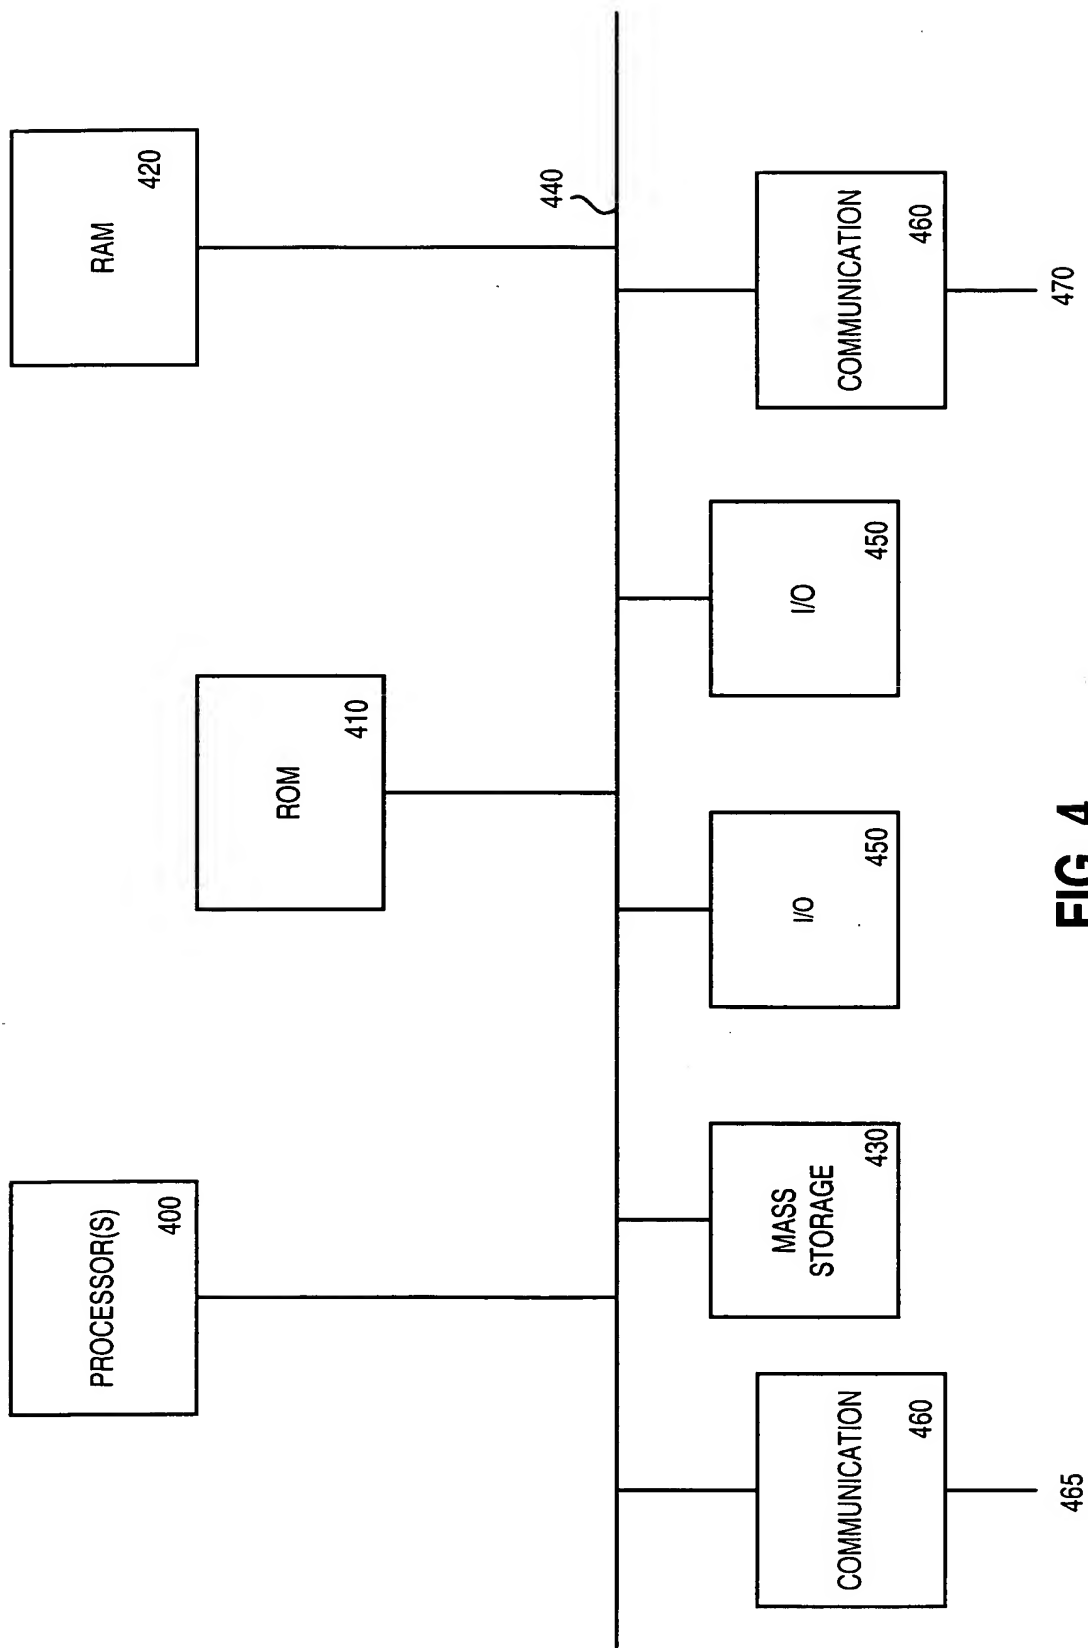 PROCESSOR(S)
400
ROM
410
RAM
420
440
COMMUNICATION
460
465
MASS
STORAGE
430
I/O
450
I/O
450
COMMUNICATION
460
470
FIG. 4